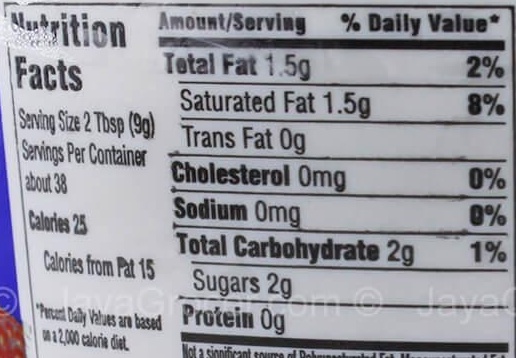 Nutrition
Facts
Serving Size 2 Tbsp (9g)
Servings Per Container
about 38
Calories 25
Calories from Fat 15
*Percent Daily Values are based
on a 2,000 calorie diet.
Amount/Serving % Daily Value*
Total Fat 1.5g 2%
Saturated Fat 1.5g 8%
Trans Fat 0g
Cholesterol 0mg 0%
Sodium 0mg 0%
Total Carbohydrate 2g 1%
Sugars 2g
Protein 0g
Not a significant source of